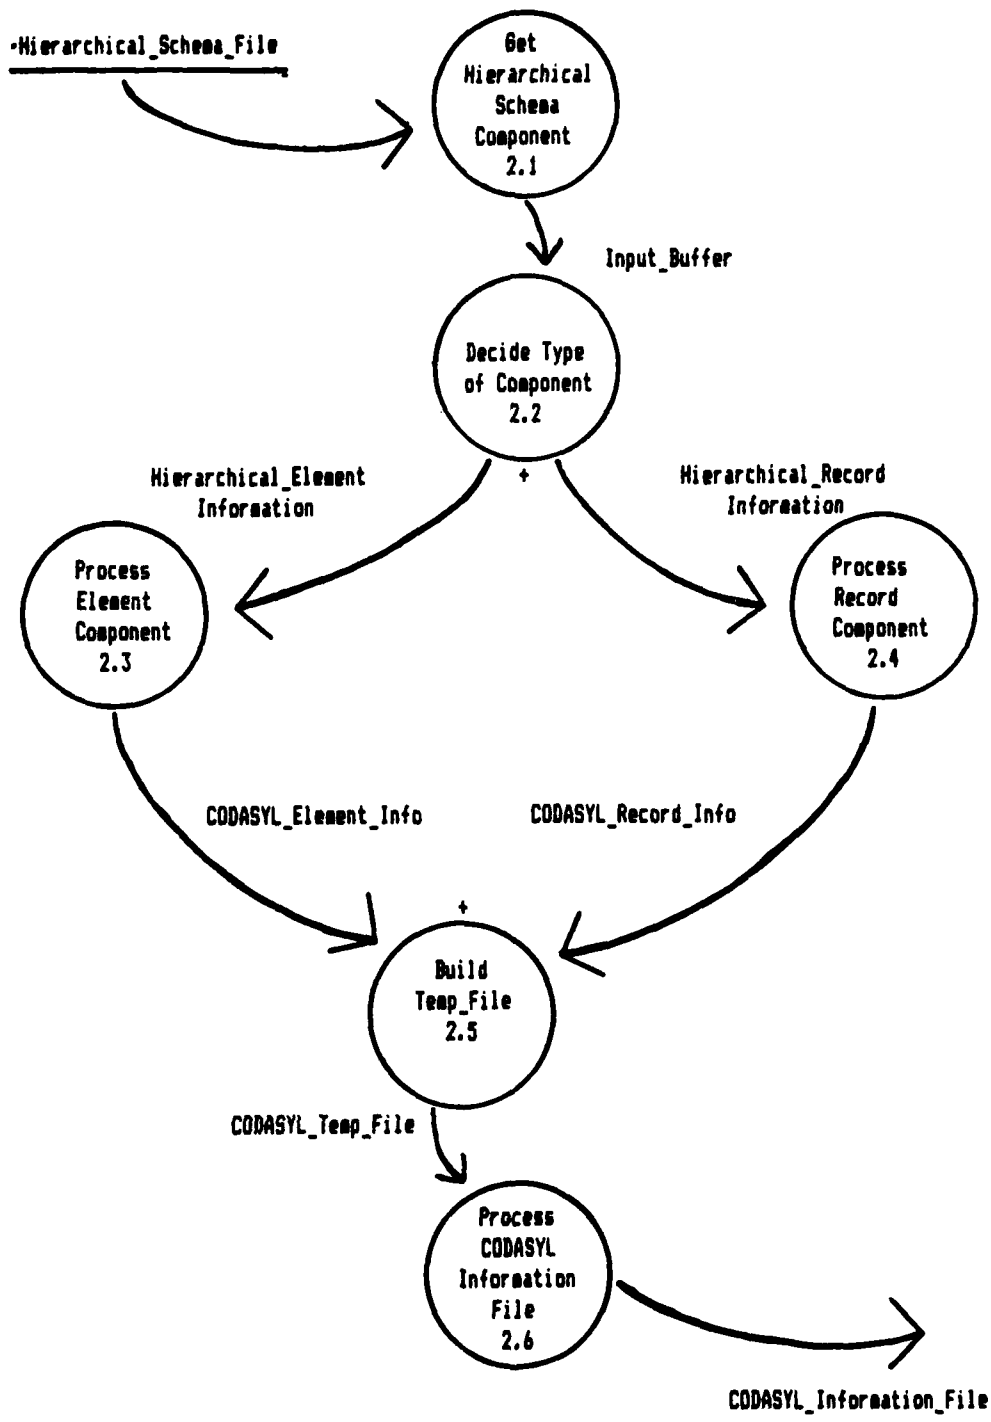 Hierarchical_Schema_File
Get
Hierarchical
Schema
Component
2.1
Input_Buffer
Decide Type
of Component
2.2
+
Hierarchical_Element
Information
Hierarchical_Record
Information
Process
Element
Component
2.3
Process
Record
Component
2.4
CODASYL_Element_Info
CODASYL_Record_Info
+
Build
Temp_File
2.5
CODASYL_Temp_File
Process
CODASYL
Information
File
2.6
CODASYL_Information_File